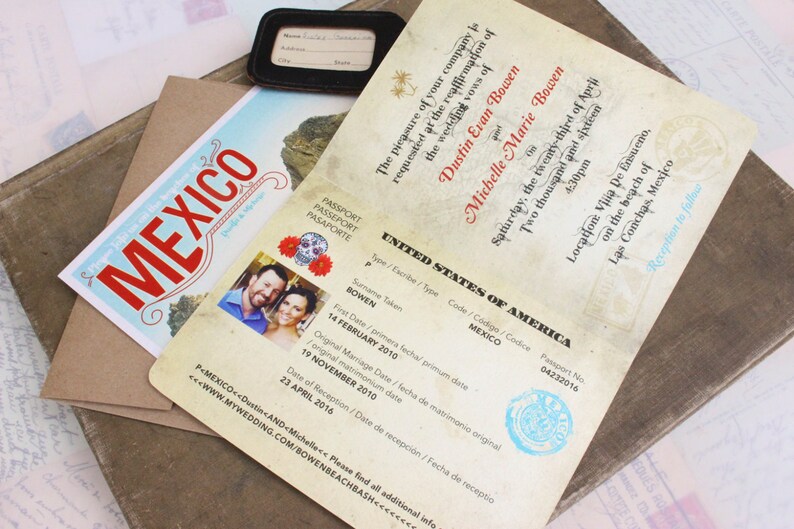 Name
Address
City State
MEXICO
Dustin & Michelle
The pleasure of your company is
requested at the reaffirmation of
the wedding vows of
Dustin Evan Bowen
and
Michelle Marie Bowen
on
Saturday, the twenty-third of April
Two thousand and sixteen
4:30pm
Location: Villa De Ensueno,
on the beach of
Las Conchas, Mexico
Reception to follow
PASSPORT
PASSEPORT
PASAPORTE
UNITED STATES OF AMERICA
Type / Escribe / Type
P
Code / Código / Codice
MEXICO
Passport No.
04232016
Surname Taken
BOWEN
First Date / primera fecha/ primum date
14 FEBRUARY 2010
Original Marriage Date / fecha de matrimonio original
/ original matrimonium date
19 NOVEMBER 2010
Date of Reception / Date de recepción / Fecha de receptio
23 APRIL 2016
P<MEXICO<<Dustin<AND<Michelle<< Please find all additional info
<<<WWW.MYWEDDING.COM/BOWENBEACHBASH<<<<<<<